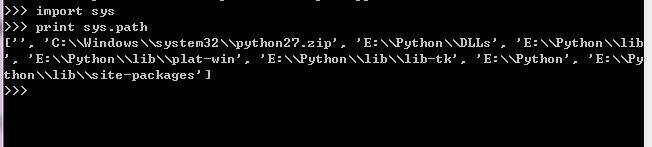 >>> import sys
>>> print sys.path
['', 'C:\\Windows\\system32\\python27.zip', 'E:\\Python\\DLLs', 'E:\\Python\\lib
', 'E:\\Python\\lib\\plat-win', 'E:\\Python\\lib\\lib-tk', 'E:\\Python', 'E:\\Py
thon\\lib\\site-packages']
>>>